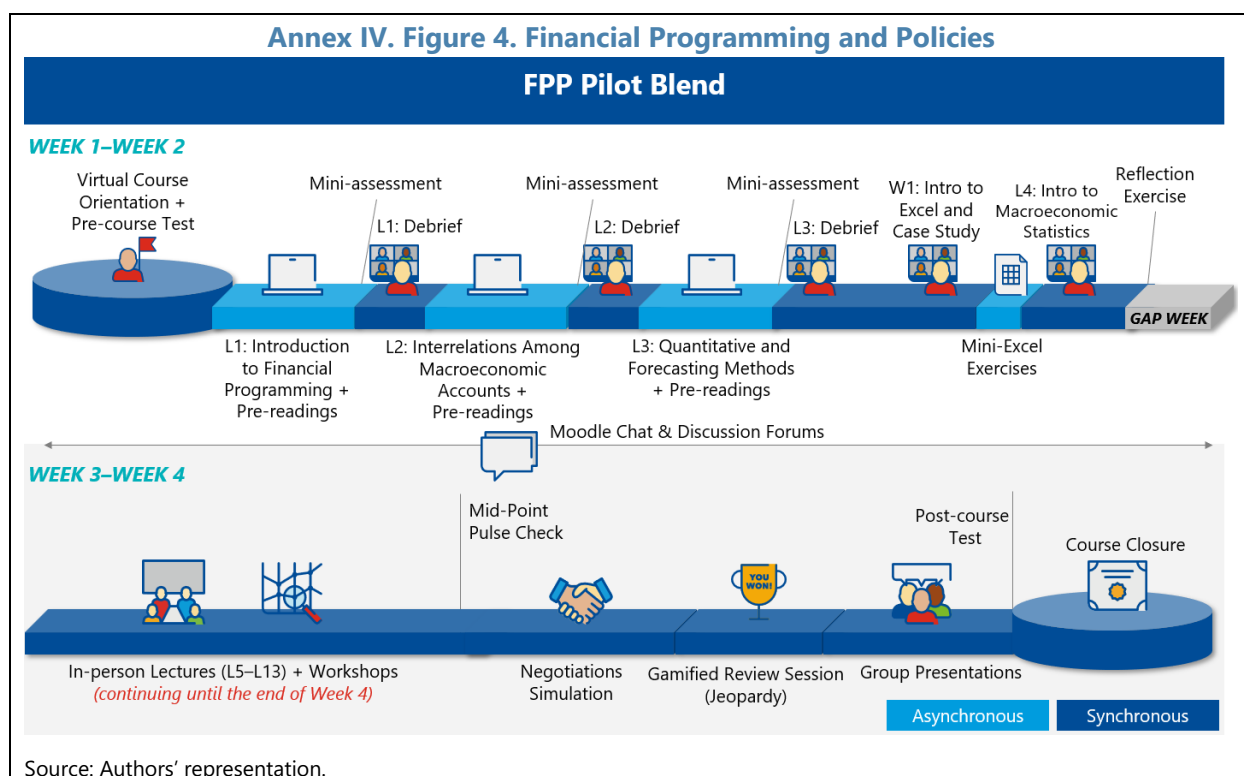 Annex IV. Figure 4. Financial Programming and Policies
FPP Pilot Blend
WEEK 1–WEEK 2
Virtual Course
Orientation +
Pre-course Test
Mini-assessment
L1: Debrief
Mini-assessment
L2: Debrief
Mini-assessment
L3: Debrief
W1: Intro to
Excel and
Case Study
L4: Intro to
Macroeconomic
Statistics
Reflection
Exercise
GAP WEEK
L1: Introduction
to Financial
Programming +
Pre-readings
L2: Interrelations Among
Macroeconomic
Accounts +
Pre-readings
L3: Quantitative and
Forecasting Methods
+ Pre-readings
Mini-Excel
Exercises
Moodle Chat & Discussion Forums
WEEK 3–WEEK 4
Mid-Point
Pulse Check
Post-course
Test
Course Closure
YOU
WON!
In-person Lectures (L5–L13) + Workshops
(continuing until the end of Week 4)
Negotiations
Simulation
Gamified Review Session
(Jeopardy)
Group Presentations
Asynchronous
Synchronous
Source: Authors' representation.